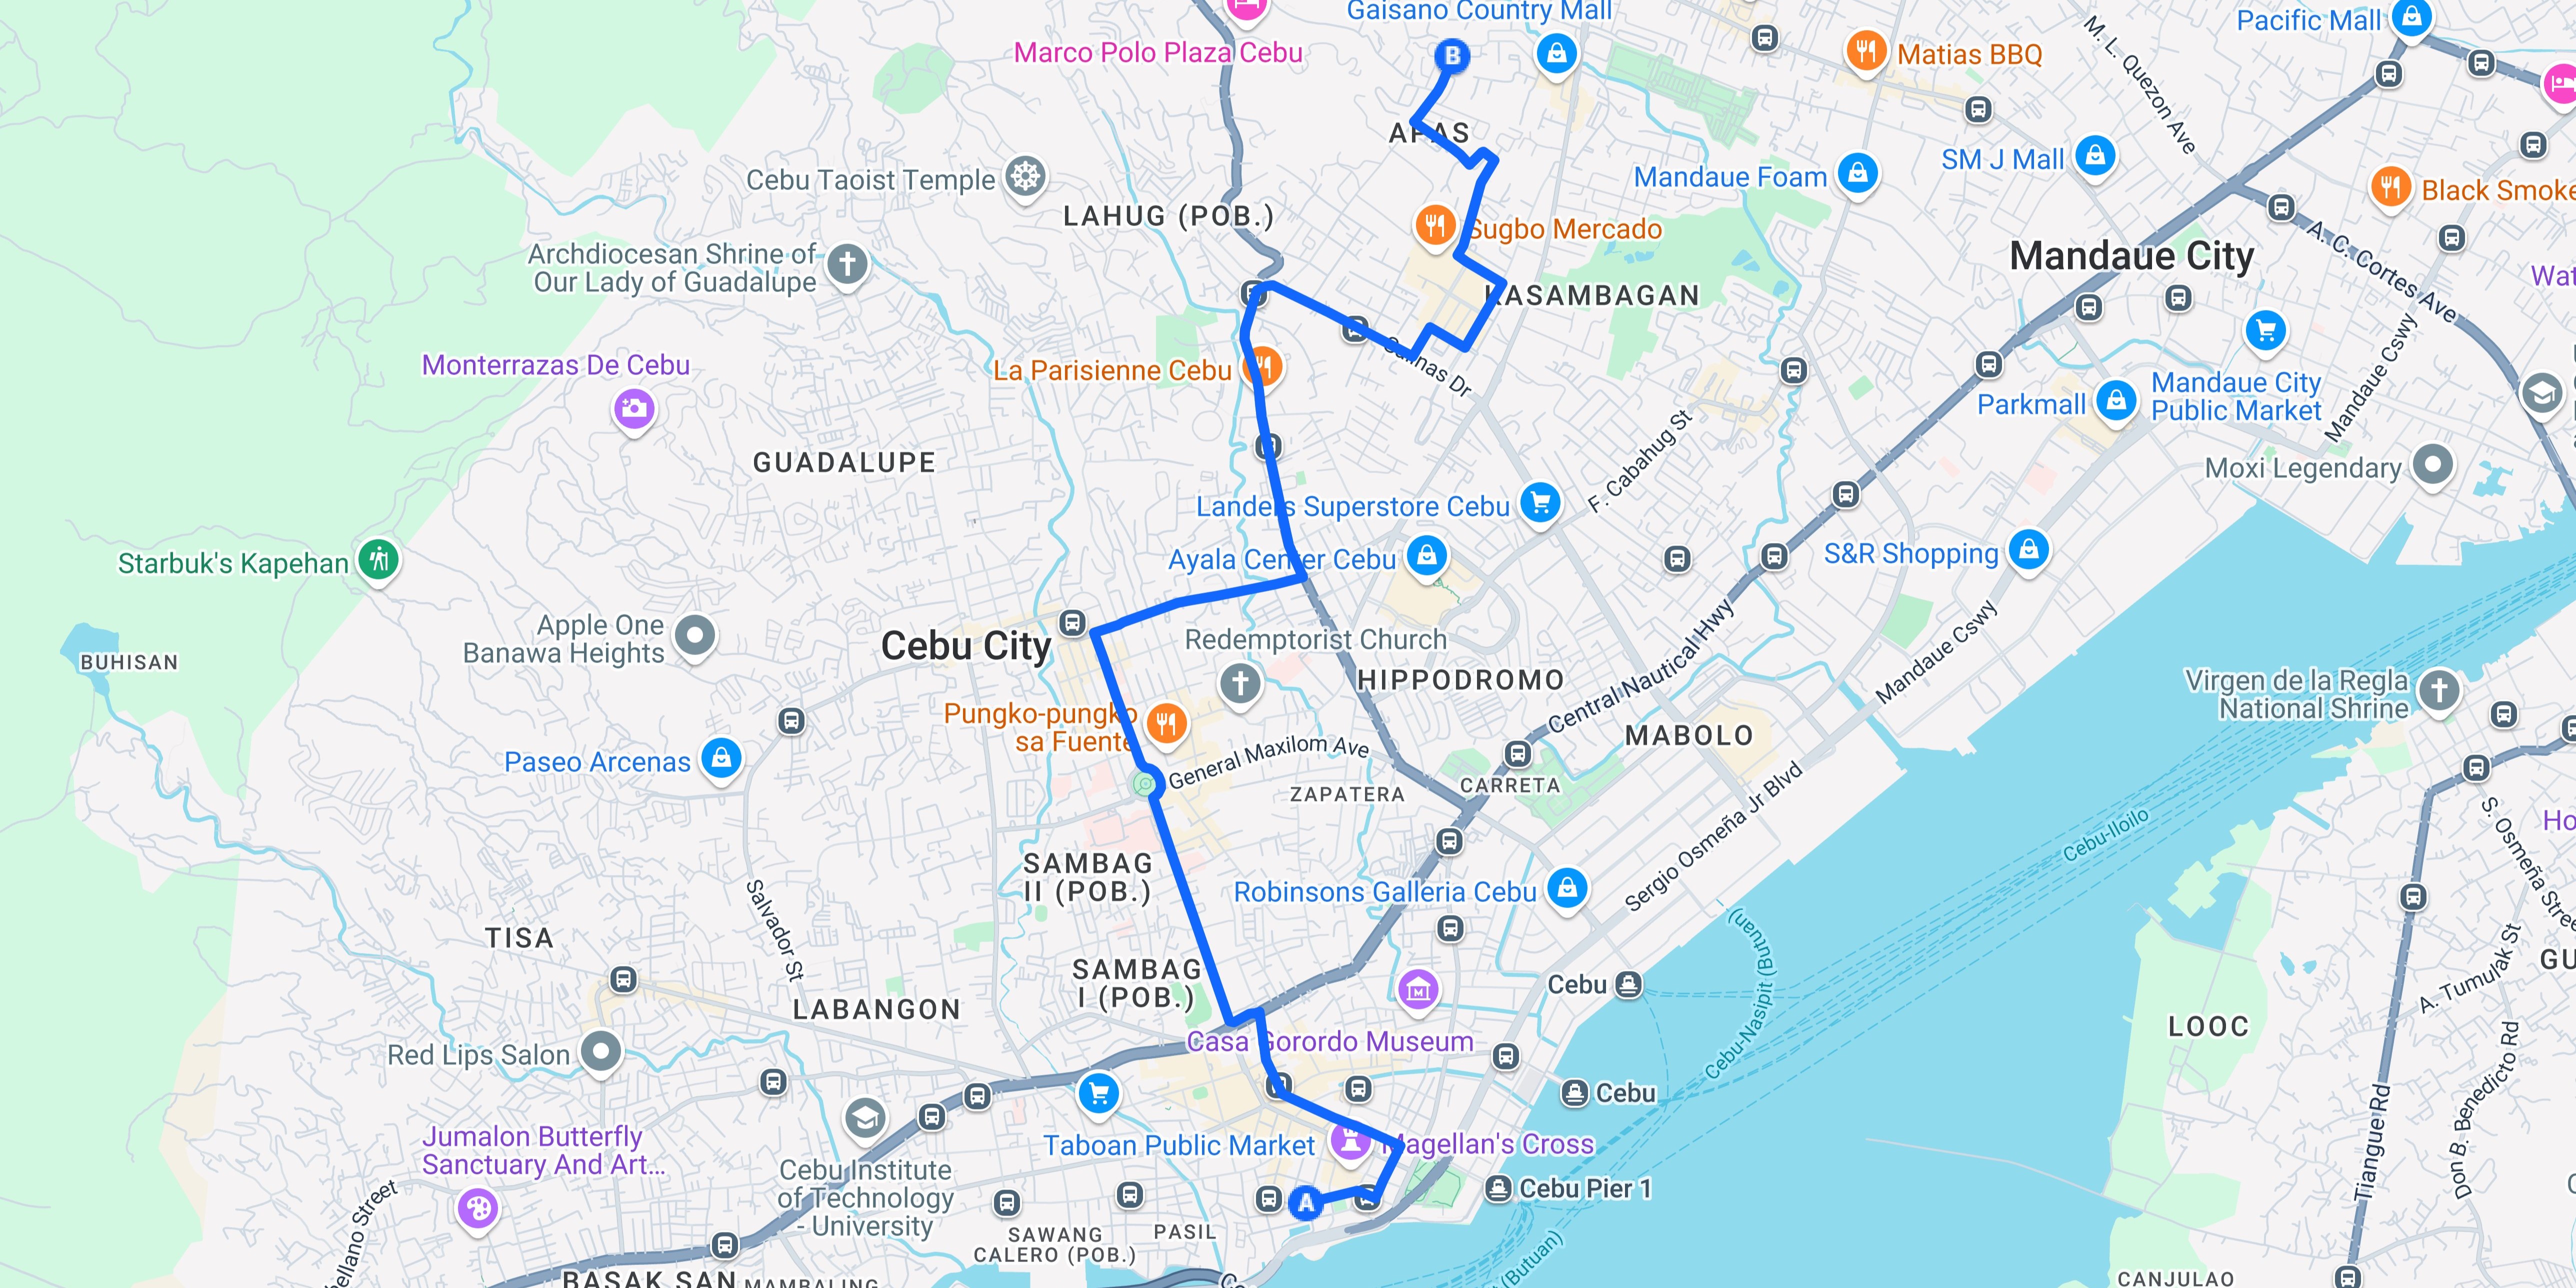 Gaisano Country Mall
Pacific Mall
Marco Polo Plaza Cebu
B
Matias BBQ
M. L. Quezon Ave
APAS
SM J Mall
Cebu Taoist Temple
Mandaue Foam
Black Smoke
LAHUG (POB.)
Sugbo Mercado
A. C. Cortes Ave
Archdiocesan Shrine of
Our Lady of Guadalupe
Mandaue City
Wat
KASAMBAGAN
Salinas Dr
Monterrazas De Cebu
La Parisienne Cebu
Mandaue Cswy
Mandaue City
Public Market
Parkmall
GUADALUPE
F. Cabahug St
Moxi Legendary
Landers Superstore Cebu
Starbuk's Kapehan
Ayala Center Cebu
S&R Shopping
Apple One
Banawa Heights
Cebu City
Redemptorist Church
Mandaue Cswy
BUHISAN
HIPPODROMO
Central Nautical Hwy
Virgen de la Regla
National Shrine
Pungko-pungko
sa Fuente
MABOLO
General Maxilom Ave
Paseo Arcenas
CARRETA
ZAPATERA
Sergio Osmeña Jr Blvd
Ho
Cebu-Iloilo
S. Osmeña Stree
SAMBAG
II (POB.)
Robinsons Galleria Cebu
Salvador St
TISA
Cebu-Nasipit (Butuan)
A. Tumulak St
GU
SAMBAG
I (POB.)
Cebu
LABANGON
LOOC
Casa Gorordo Museum
Red Lips Salon
Cebu
Don B. Benedicto Rd
Jumalon Butterfly
Sanctuary And Art...
Taboan Public Market
Magellan's Cross
Tiangue Rd
Cebu Institute
of Technology
- University
A
Cebu Pier 1
ellano Street
SAWANG
CALERO (POB.)
PASIL
(Butuan)
BASAK SAN
MAMBALING
CANJULAO